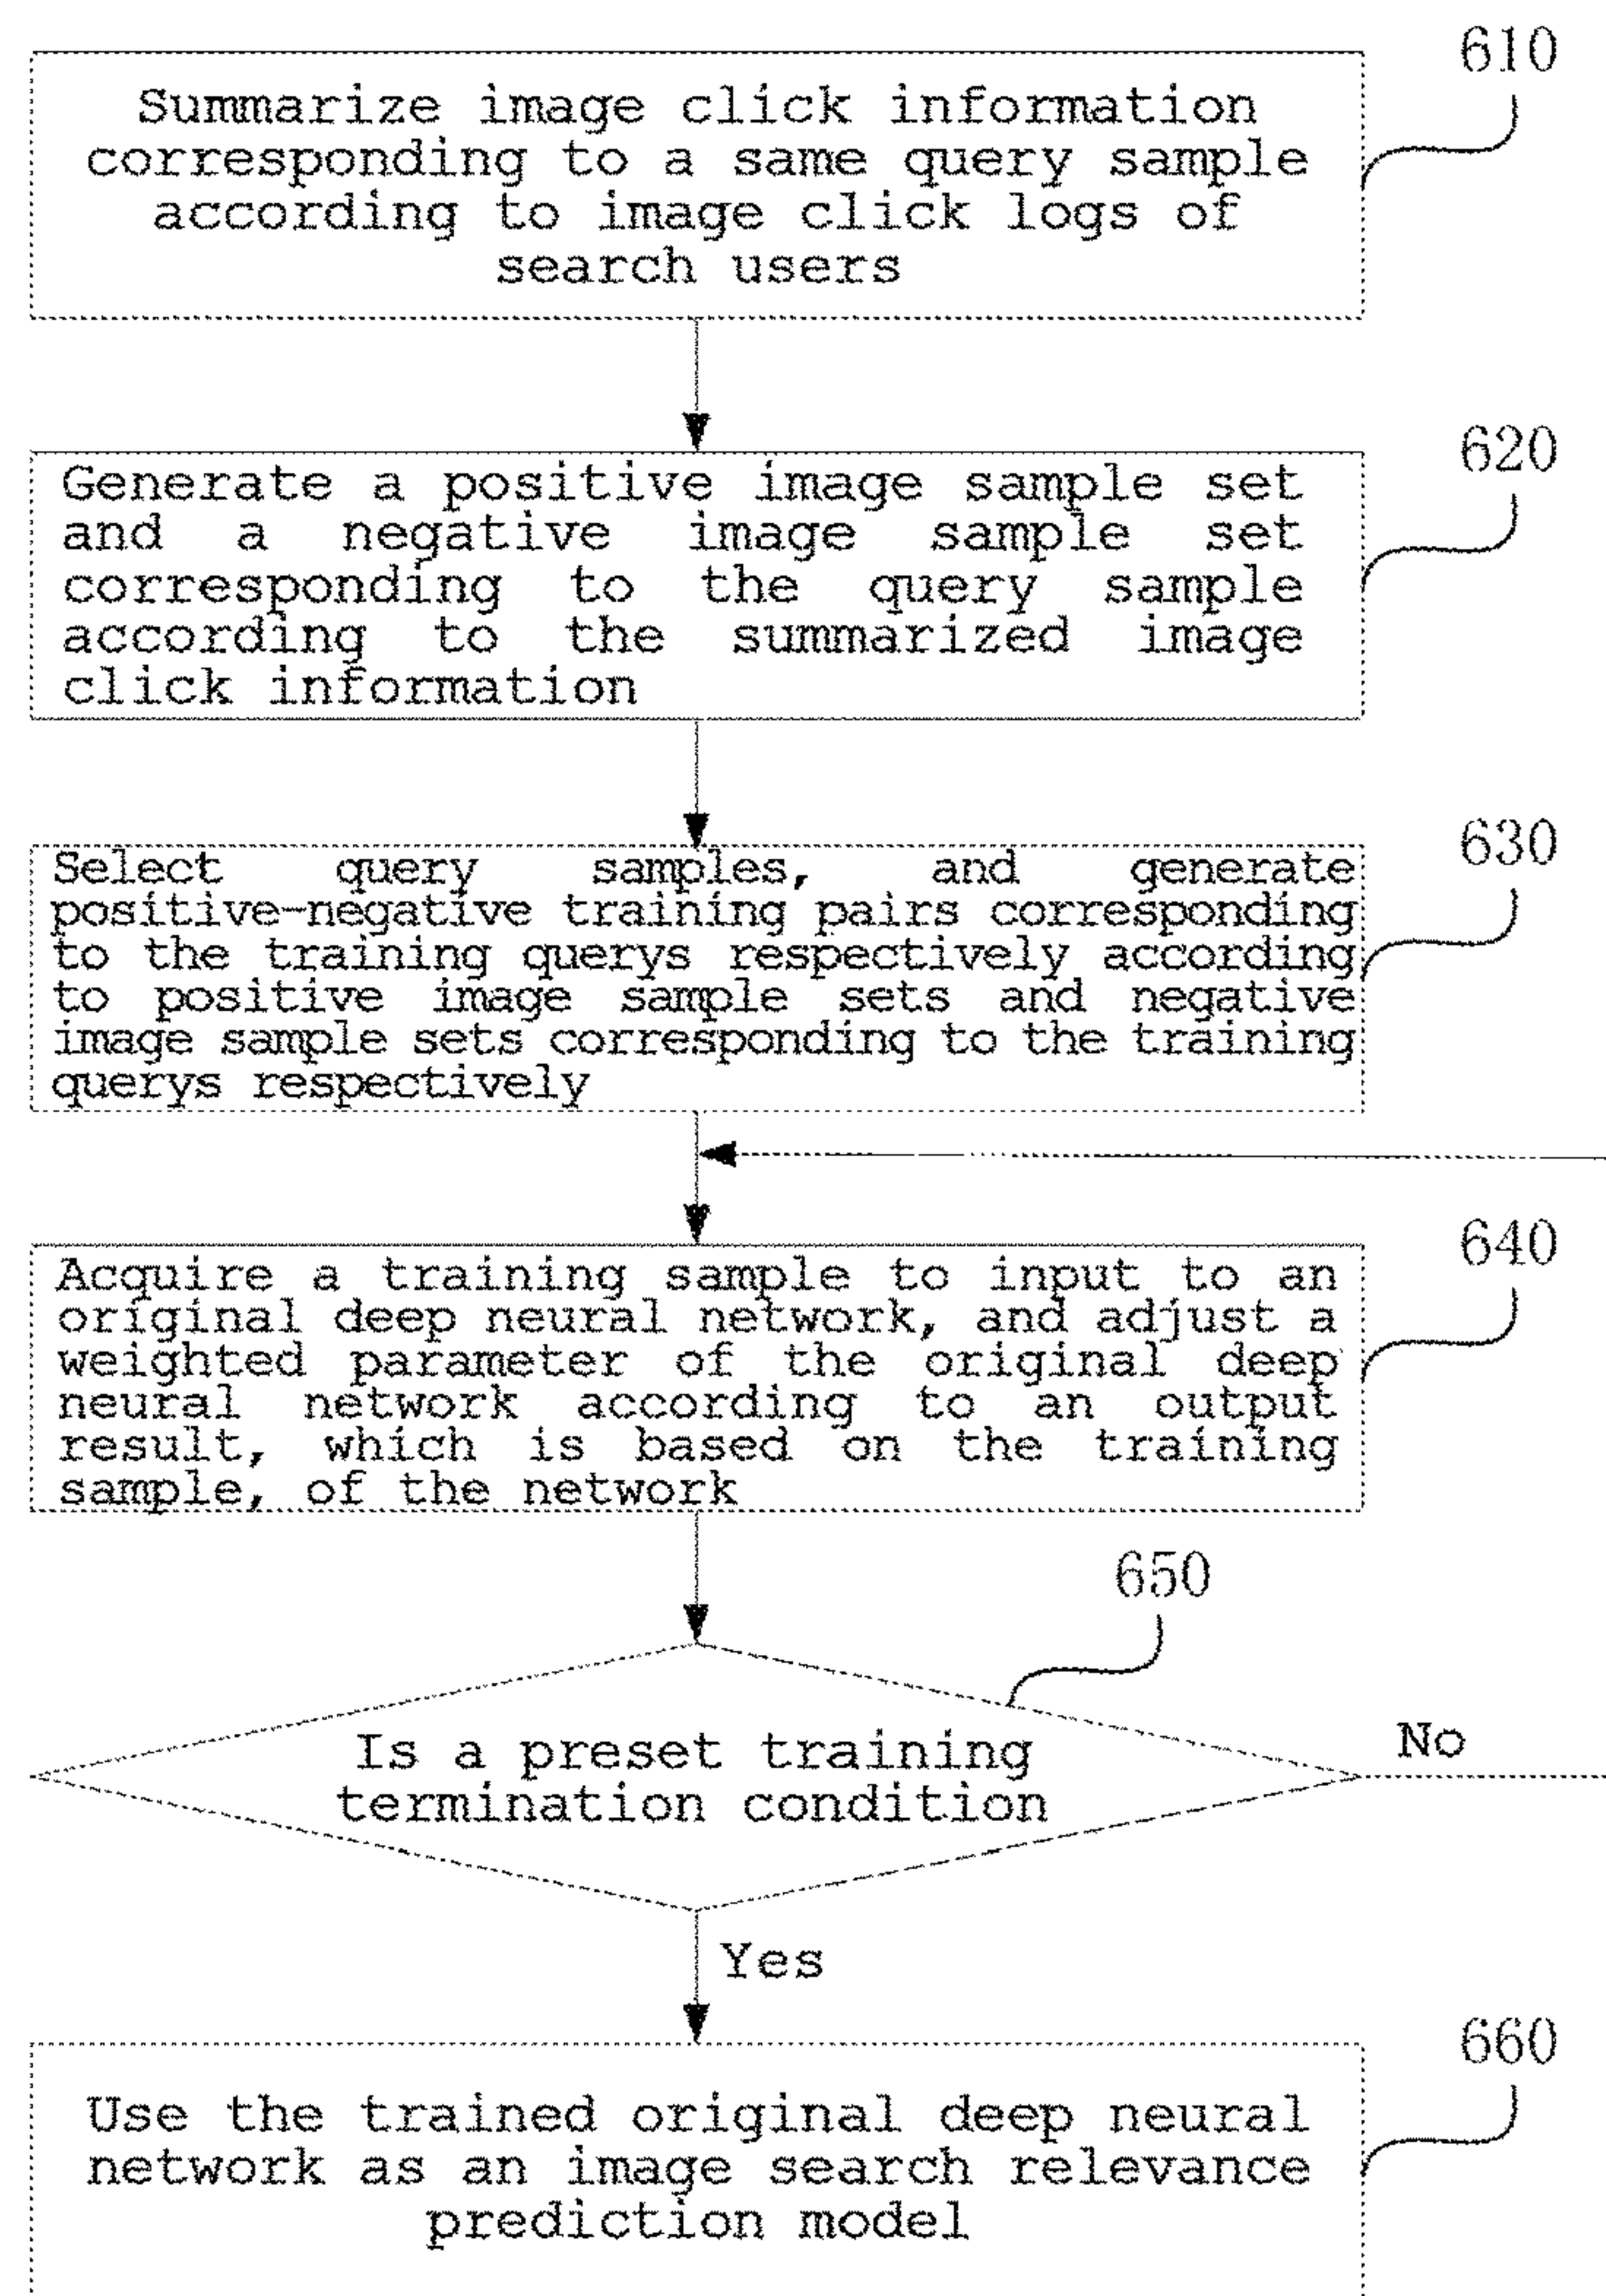 610
Summarize image click information
corresponding to a same query sample
according to image click logs of
search users
620
Generate a positive image sample set
and a negative image sample set
corresponding to the query sample
according to the summarized image
click information
630
Select query samples, and generate
positive-negative training pairs corresponding
to the training querys respectively according
to positive image sample sets and negative
image sample sets corresponding to the training
querys respectively
640
Acquire a training sample to input to an
original deep neural network, and adjust a
weighted parameter of the original deep
neural network according to an output
result, which is based on the training
sample, of the network
650
Is a preset training
termination condition
No
Yes
660
Use the trained original deep neural
network as an image search relevance
prediction model